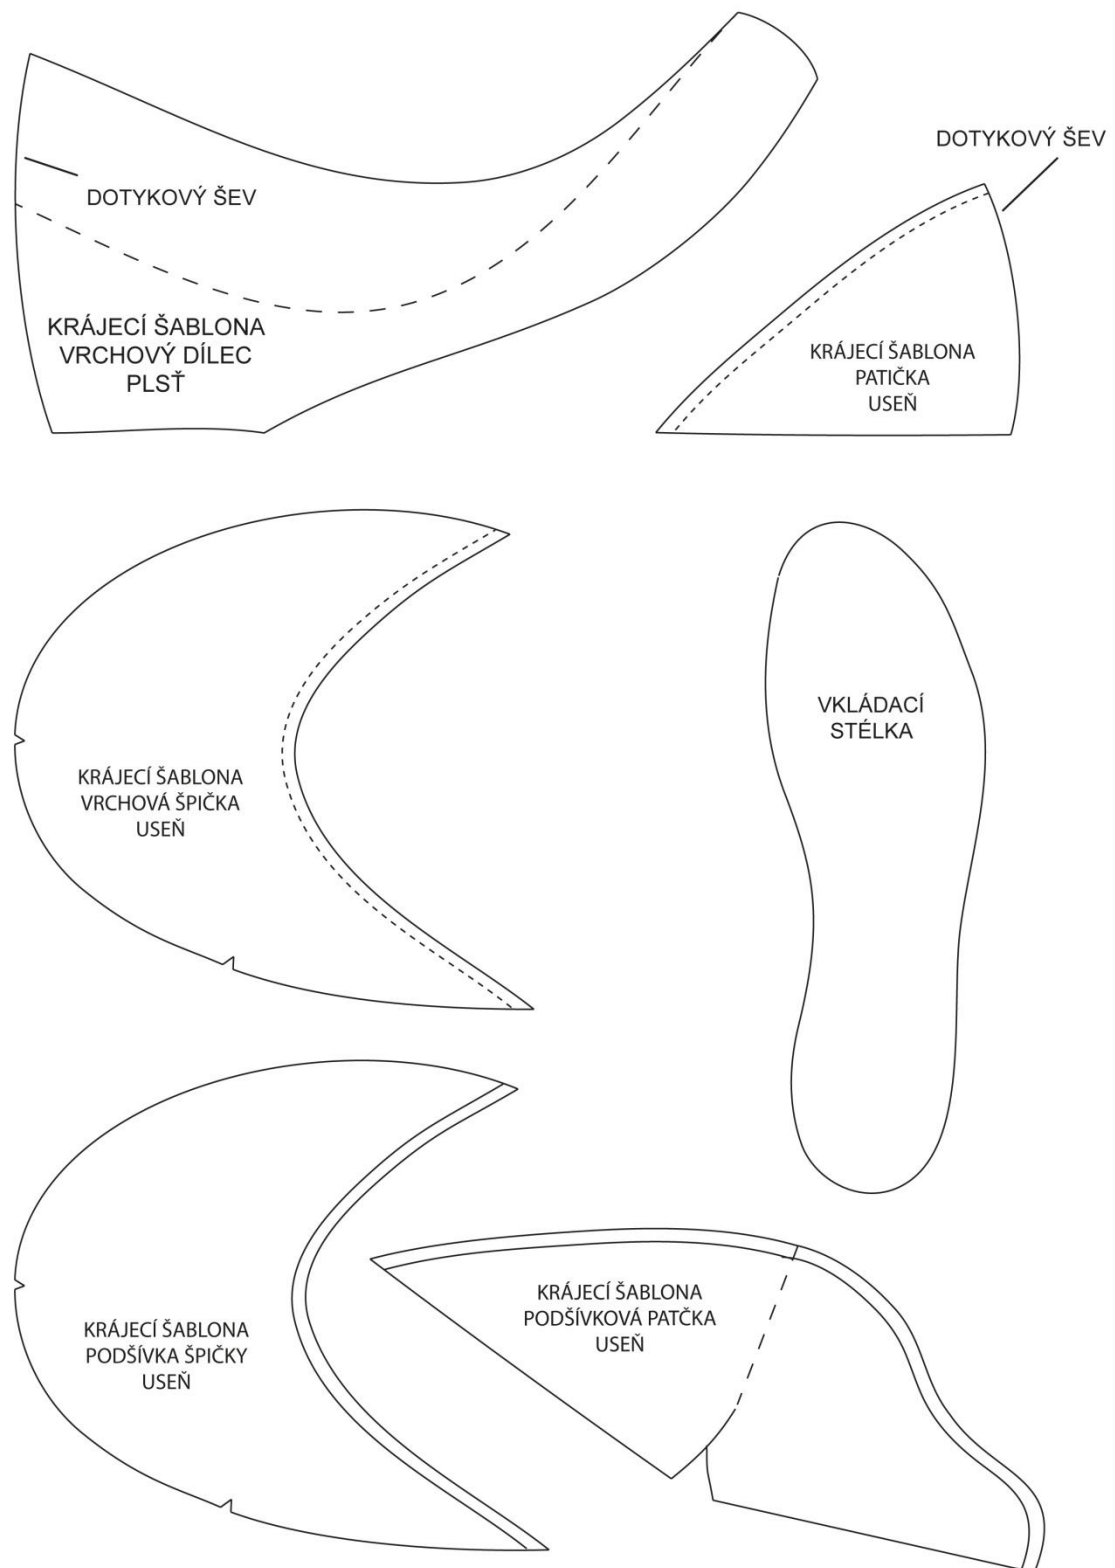 DOTYKOVÝ ŠEV
DOTYKOVÝ ŠEV
KRÁJECÍ ŠABLONA
VRCHOVÝ DÍLEC
PLSŤ
KRÁJECÍ ŠABLONA
PATIČKA
USEŇ
VKLÁDACÍ
STÉLKA
KRÁJECÍ ŠABLONA
VRCHOVÁ ŠPIČKA
USEŇ
KRÁJECÍ ŠABLONA
PODŠÍVKOVÁ PATČKA
USEŇ
KRÁJECÍ ŠABLONA
PODŠÍVKA ŠPIČKY
USEŇ